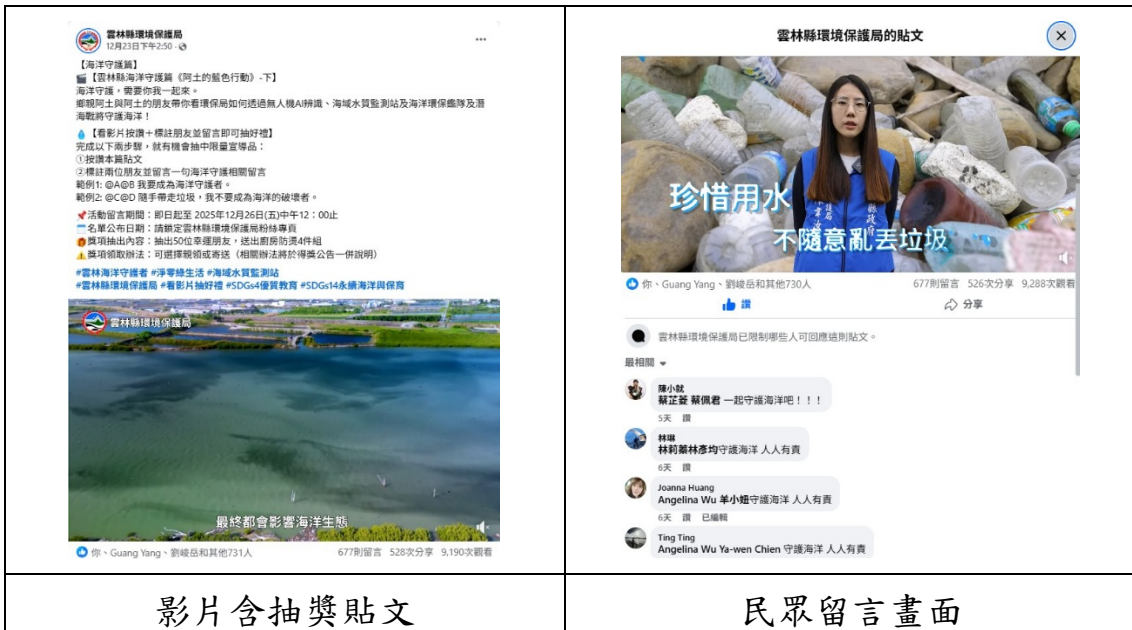 雲林縣環境保護局
12月23日下午2:50
【海洋守護篇】
🎬【雲林縣海洋守護篇《阿土的藍色行動》-下】
海洋守護，需要你我一起來。
鄉親阿土與阿土的朋友帶你看環保局如何透過無人機AI辨識、海域水質監測站及海洋環保艦隊及潛
海戰將守護海洋！
💧【看影片按讚＋標註朋友並留言即可抽好禮】
完成以下兩步驟，就有機會抽中限量宣導品：
①按讚本篇貼文
②標註兩位朋友並留言一句海洋守護相關留言
範例1: @A@B 我要成為海洋守護者。
範例2: @C@D 隨手帶走垃圾，我不要成為海洋的破壞者。
📌活動留言期間：即日起至 2025年12月26日(五)中午12：00止
🗓名單公布日期：請鎖定雲林縣環境保護局粉絲專頁
🎁獎項抽出內容：抽出50位幸運朋友，送出廚房防燙4件組
⚠️獎項領取辦法：可選擇親領或寄送（相關辦法將於得獎公告一併說明）
#雲林海洋守護者 #淨零綠生活 #海域水質監測站
#雲林縣環境保護局 #看影片抽好禮 #SDGs4優質教育 #SDGs14永續海洋與保育
雲林縣環境保護局
最終都會影響海洋生態
你、Guang Yang、劉峻岳和其他731人 677則留言 528次分享 9,190次觀看
影片含抽獎貼文
雲林縣環境保護局的貼文
珍惜用水
不隨意亂丟垃圾
你、Guang Yang、劉峻岳和其他730人 677則留言 526次分享 9,288次觀看
讚 分享
雲林縣環境保護局已限制哪些人可回應這則貼文。
最相關
陳小就
蔡芷菱 蔡佩君 一起守護海洋吧！！！
5天 讚
林琳
林莉蘋林彥均守護海洋 人人有責
6天 讚
Joanna Huang
Angelina Wu 羊小妞守護海洋 人人有責
6天 讚 已編輯
Ting Ting
Angelina Wu Ya-wen Chien 守護海洋 人人有責
民眾留言畫面